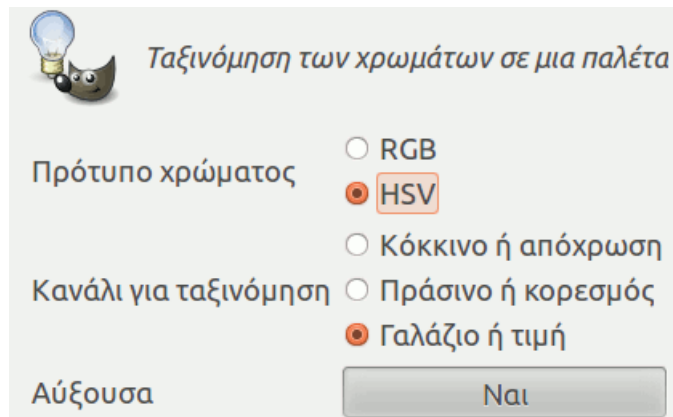 Ταξινόμηση των χρωμάτων σε μια παλέτα
Πρότυπο χρώματος
RGB
HSV
Κανάλι για ταξινόμηση
Κόκκινο ή απόχρωση
Πράσινο ή κορεσμός
Γαλάζιο ή τιμή
Αύξουσα
Ναι